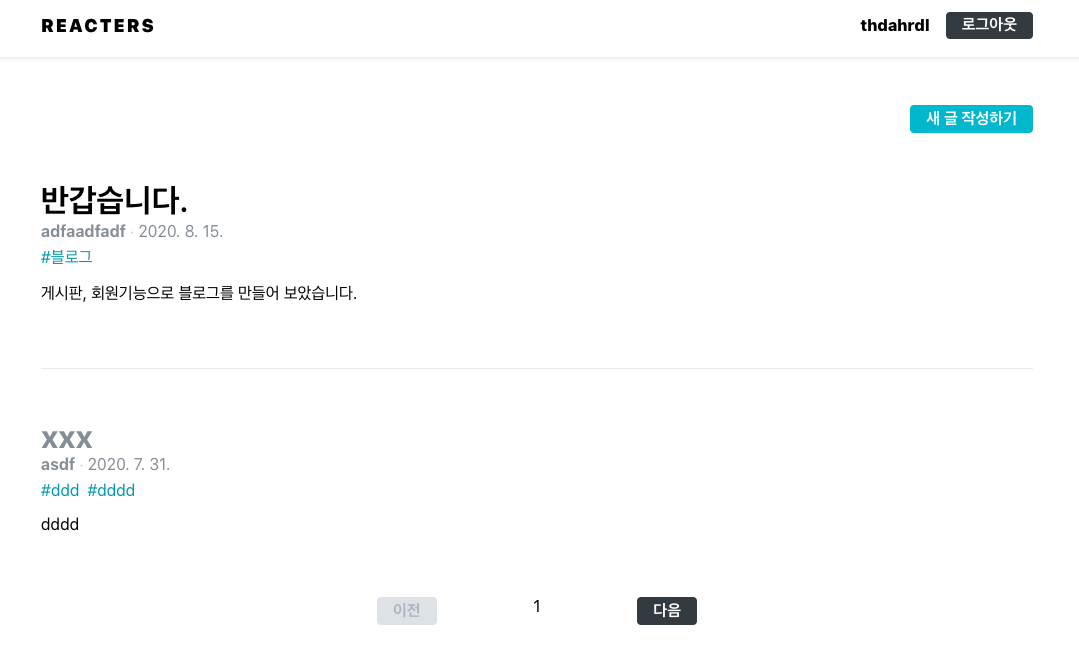 REACTERS
thdahrdl 로그아웃
새 글 작성하기
반갑습니다.
adfaadfadf · 2020. 8. 15.
#블로그
게시판, 회원기능으로 블로그를 만들어 보았습니다.
XXX
asdf · 2020. 7. 31.
#ddd #dddd
dddd
이전 1 다음